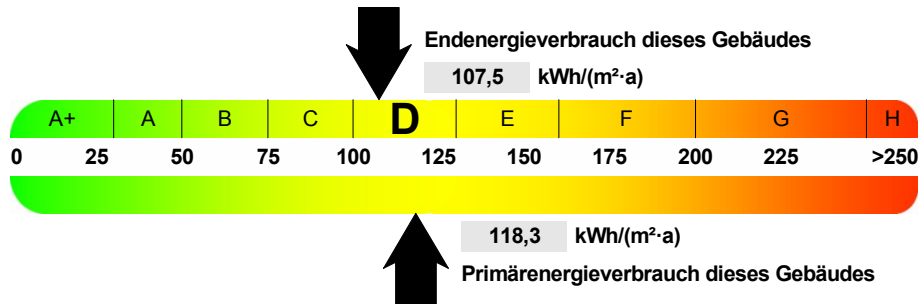 Endenergieverbrauch dieses Gebäudes
107,5 kWh/(m²·a)
A+ A B C D E F G H
0 25 50 75 100 125 150 175 200 225 >250
118,3 kWh/(m²·a)
Primärenergieverbrauch dieses Gebäudes